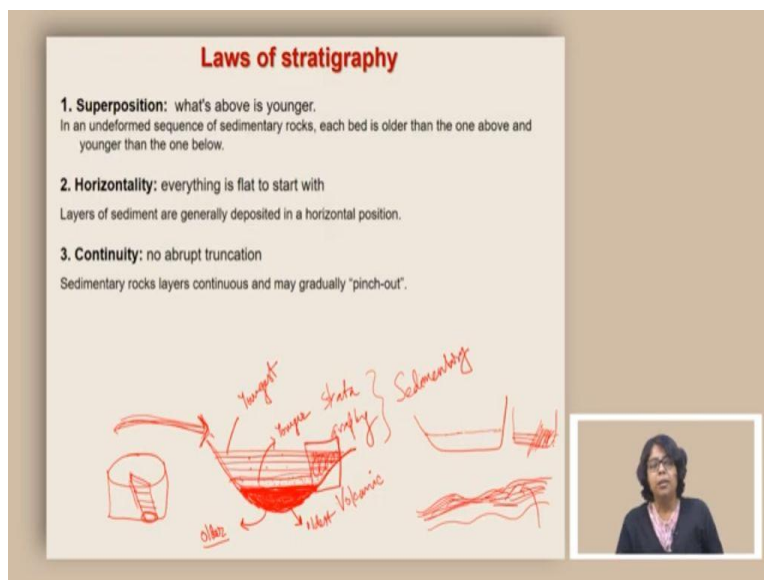 Laws of stratigraphy
1. Superposition: what's above is younger.
In an undeformed sequence of sedimentary rocks, each bed is older than the one above and
younger than the one below.
2. Horizontality: everything is flat to start with
Layers of sediment are generally deposited in a horizontal position.
3. Continuity: no abrupt truncation
Sedimentary rocks layers continuous and may gradually "pinch-out".
Youngest
Strata
Sedimentary
graphy
Volcanic
older
oldest